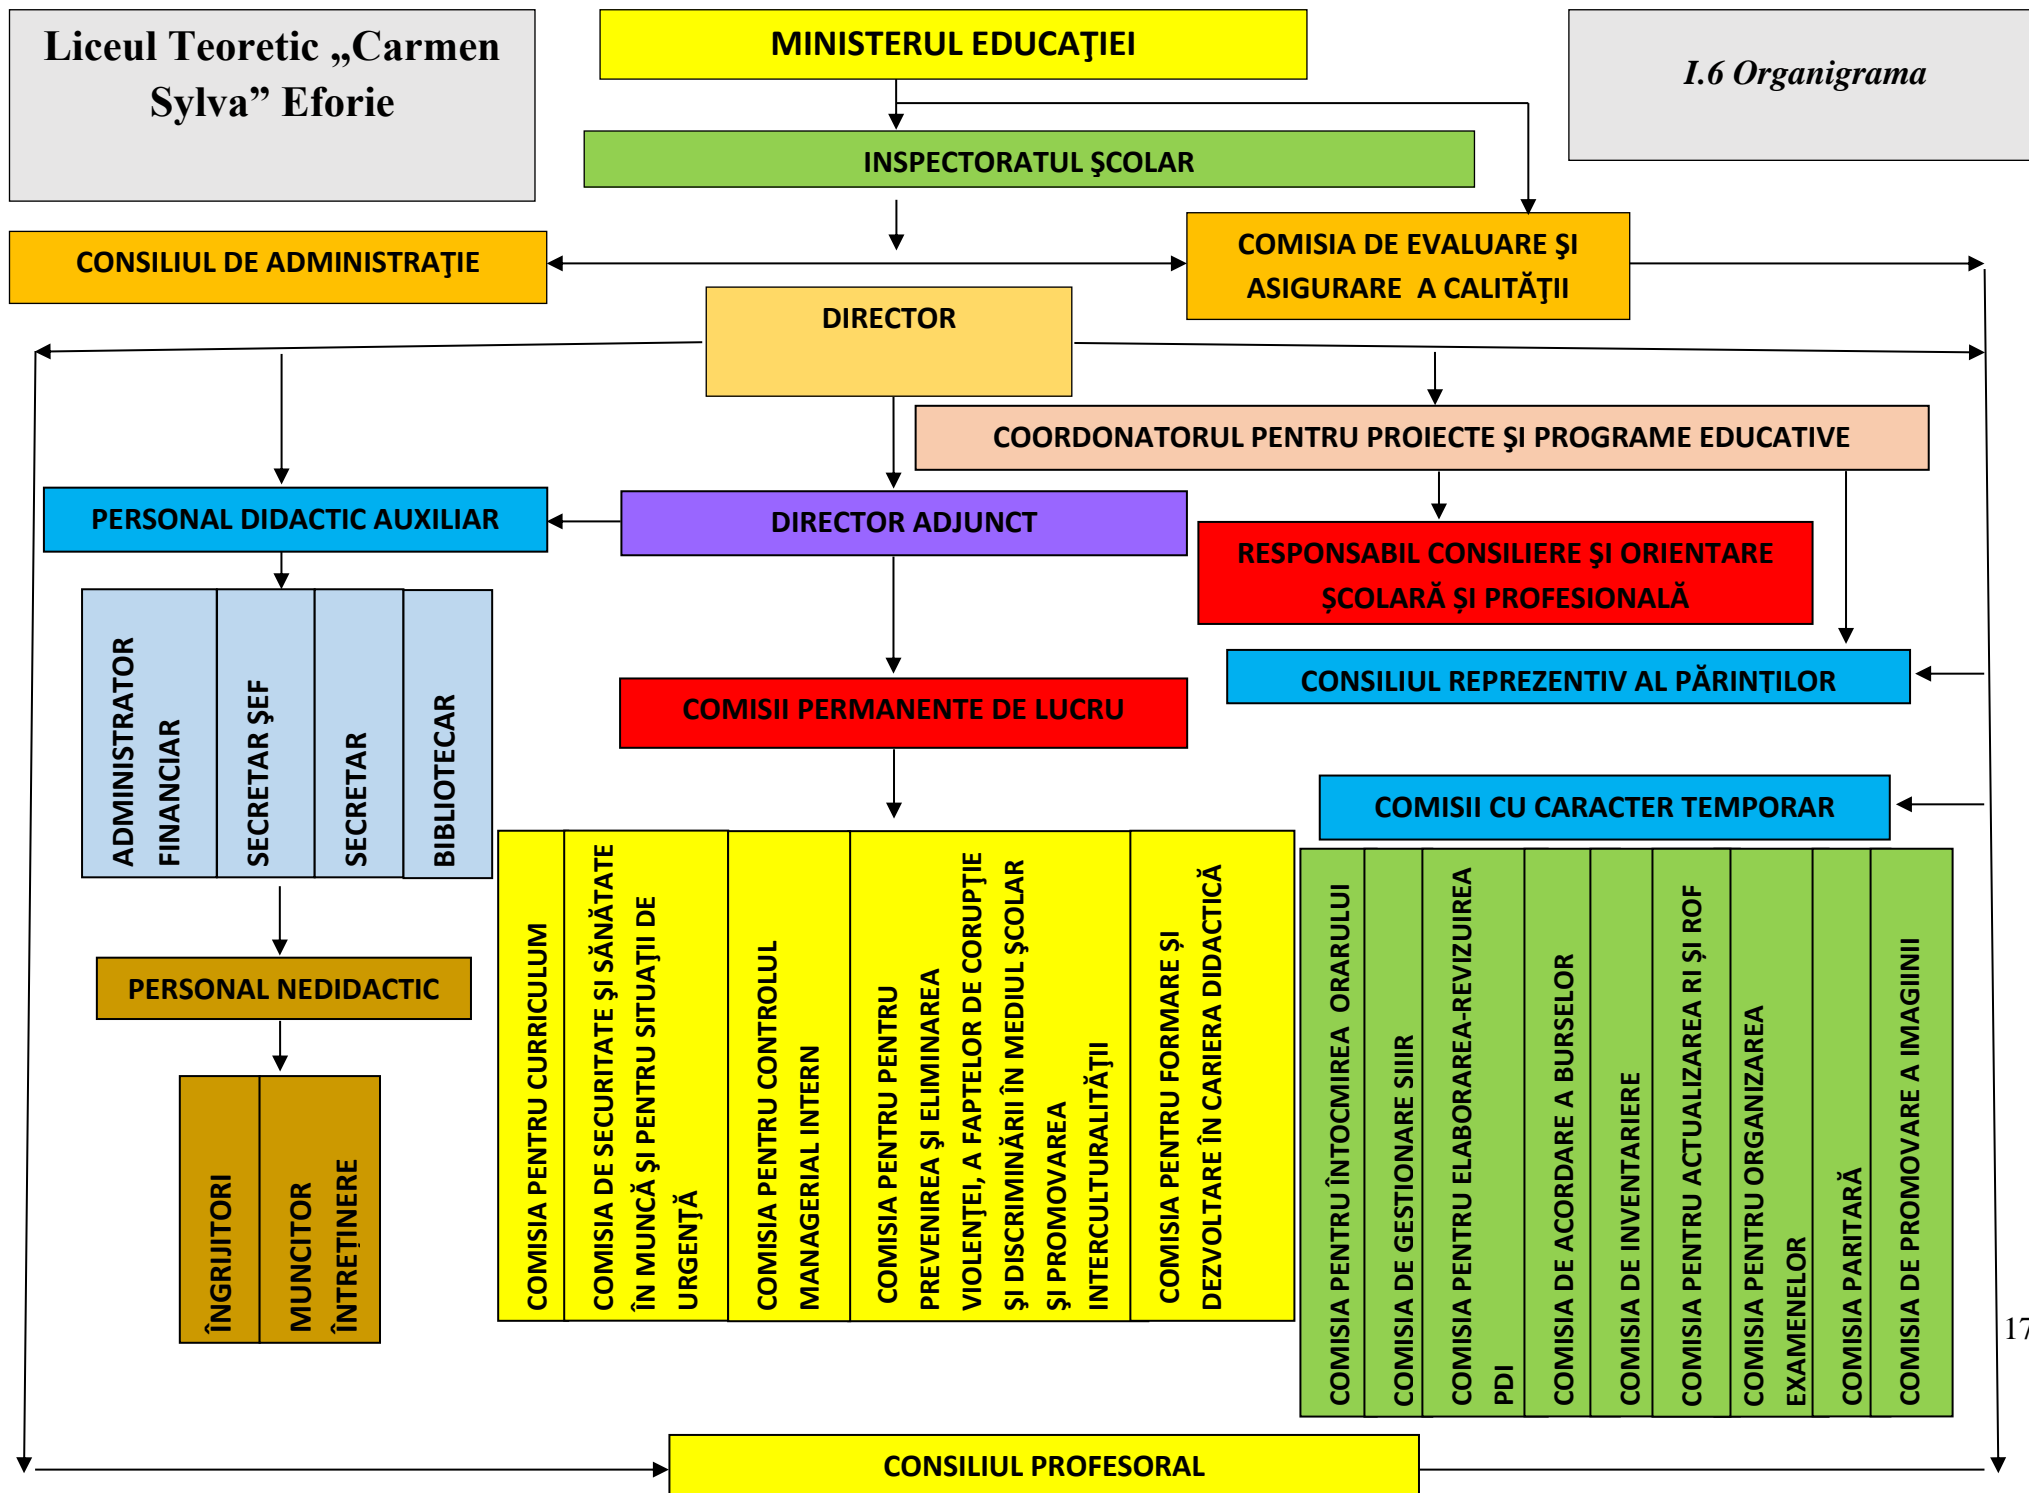 Liceul Teoretic „Carmen
Sylva” Eforie
MINISTERUL EDUCAŢIEI
I.6 Organigrama
INSPECTORATUL ŞCOLAR
CONSILIUL DE ADMINISTRAŢIE
COMISIA DE EVALUARE ŞI
ASIGURARE A CALITĂŢII
DIRECTOR
COORDONATORUL PENTRU PROIECTE ŞI PROGRAME EDUCATIVE
PERSONAL DIDACTIC AUXILIAR
DIRECTOR ADJUNCT
RESPONSABIL CONSILIERE ŞI ORIENTARE
ȘCOLARĂ ȘI PROFESIONALĂ
CONSILIUL REPREZENTIV AL PĂRINŢILOR
COMISII PERMANENTE DE LUCRU
ADMINISTRATOR
FINANCIAR
SECRETAR ŞEF
SECRETAR
BIBLIOTECAR
COMISII CU CARACTER TEMPORAR
PERSONAL NEDIDACTIC
ÎNGRIJITORI
MUNCITOR
ÎNTREȚINERE
COMISIA PENTRU CURRICULUM
COMISIA DE SECURITATE ŞI SĂNĂTATE
ÎN MUNCĂ ŞI PENTRU SITUAŢII DE
URGENŢĂ
COMISIA PENTRU CONTROLUL
MANAGERIAL INTERN
COMISIA PENTRU PENTRU
PREVENIREA ŞI ELIMINAREA
VIOLENŢEI, A FAPTELOR DE CORUPŢIE
ŞI DISCRIMINĂRII ÎN MEDIUL ŞCOLAR
ŞI PROMOVAREA
INTERCULTURALITĂŢII
COMISIA PENTRU FORMARE ȘI
DEZVOLTARE ÎN CARIERA DIDACTICĂ
COMISIA PENTRU ÎNTOCMIREA ORARULUI
COMISIA DE GESTIONARE SIIIR
COMISIA PENTRU ELABORAREA-REVIZUIREA
PDI
COMISIA DE ACORDARE A BURSELOR
COMISIA DE INVENTARIERE
COMISIA PENTRU ACTUALIZAREA RI ȘI ROF
COMISIA PENTRU ORGANIZAREA
EXAMENELOR
COMISIA PARITARĂ
COMISIA DE PROMOVARE A IMAGINII
17
CONSILIUL PROFESORAL